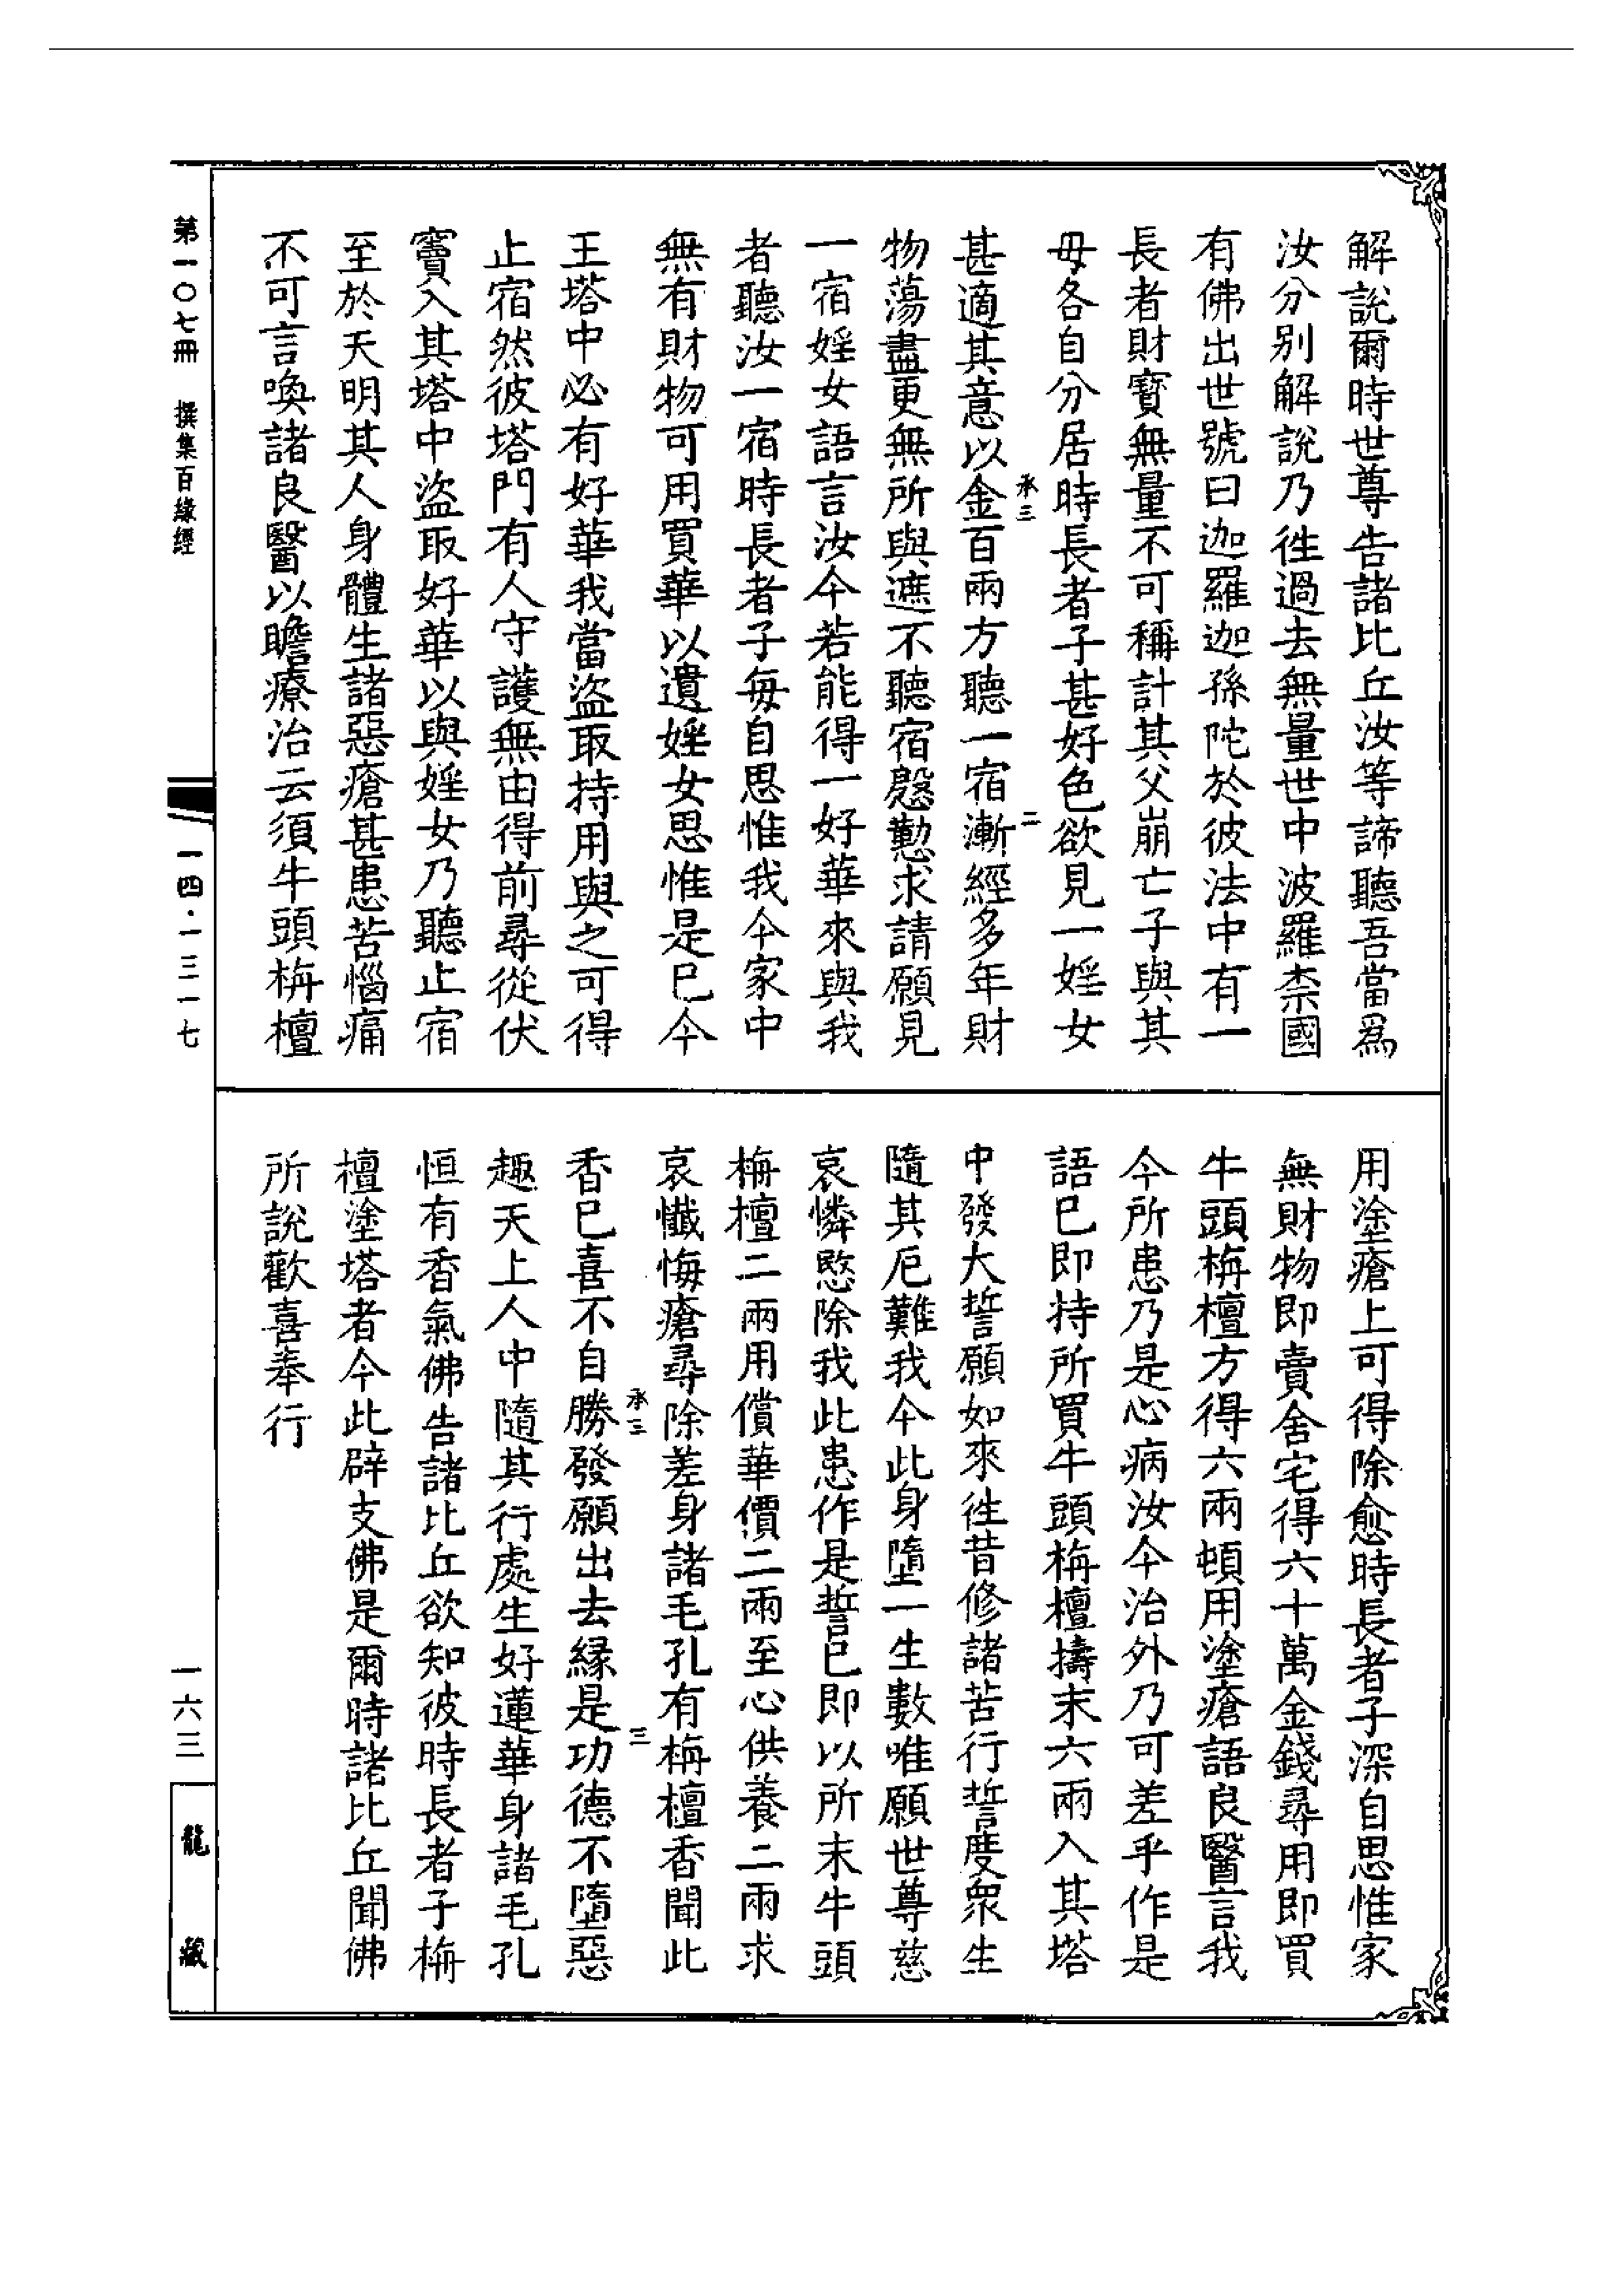 解說爾時世尊告諸比丘汝等諦聽吾當爲
汝分別解說乃徃過去無量世中波羅柰國
有佛出世號曰迦羅迦孫陀於彼法中有一
長者財寶無量不可稱計其父崩亡子與其
母各自分居時長者子甚好色欲見一婬女
承三
二
甚適其意以金百兩方聽一宿漸經多年財
物蕩盡更無所與遮不聽宿慇懃求請願見
一宿婬女語言汝今若能得一好華來與我
者聽汝一宿時長者子每自思惟我今家中
無有財物可用買華以遺婬女思惟是已今
王塔中必有好華我當盜取持用與之可得
止宿然彼塔門有人守護無由得前尋從伏
竇入其塔中盜取好華以與婬女乃聽止宿
至於天明其人身體生諸惡瘡甚患苦惱痛
不可言喚諸良醫以瞻療治云須牛頭栴檀
用塗瘡上可得除愈時長者子深自思惟家
無財物即賣舍宅得六十萬金錢尋用即買
牛頭栴檀方得六兩頓用塗瘡語良醫言我
今所患乃是心病汝今治外乃可差乎作是
語已即持所買牛頭栴檀擣末六兩入其塔
中發大誓願如來徃昔修諸苦行誓度眾生
隨其厄難我今此身墮一生數唯願世尊慈
哀憐愍除我此患作是誓已即以所末牛頭
栴檀二兩用償華價二兩至心供養二兩求
哀懺悔瘡尋除差身諸毛孔有栴檀香聞此
承三
三
香已喜不自勝發願出去緣是功德不墮惡
趣天上人中隨其行處生好蓮華身諸毛孔
恒有香氣佛告諸比丘欲知彼時長者子栴
檀塗塔者今此辟支佛是爾時諸比丘聞佛
所說歡喜奉行
第一〇七冊 撰集百緣經
一四·一三一七
一六三
龍藏